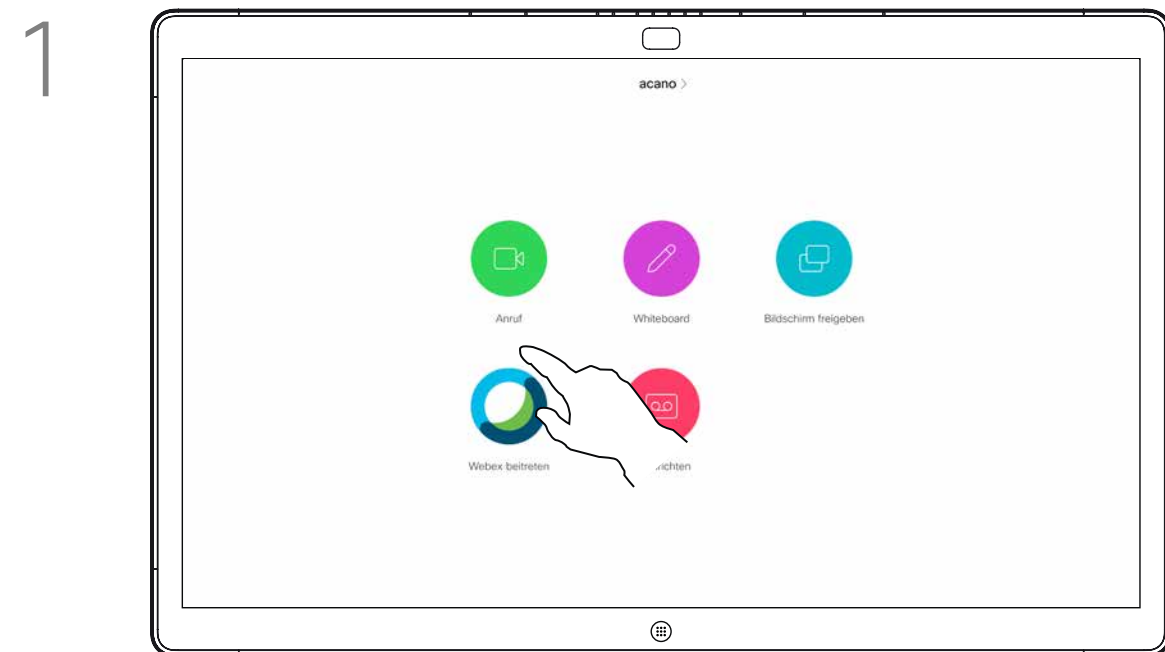 1
acano >
Anruf
Whiteboard
Bildschirm freigeben
Webex beitreten